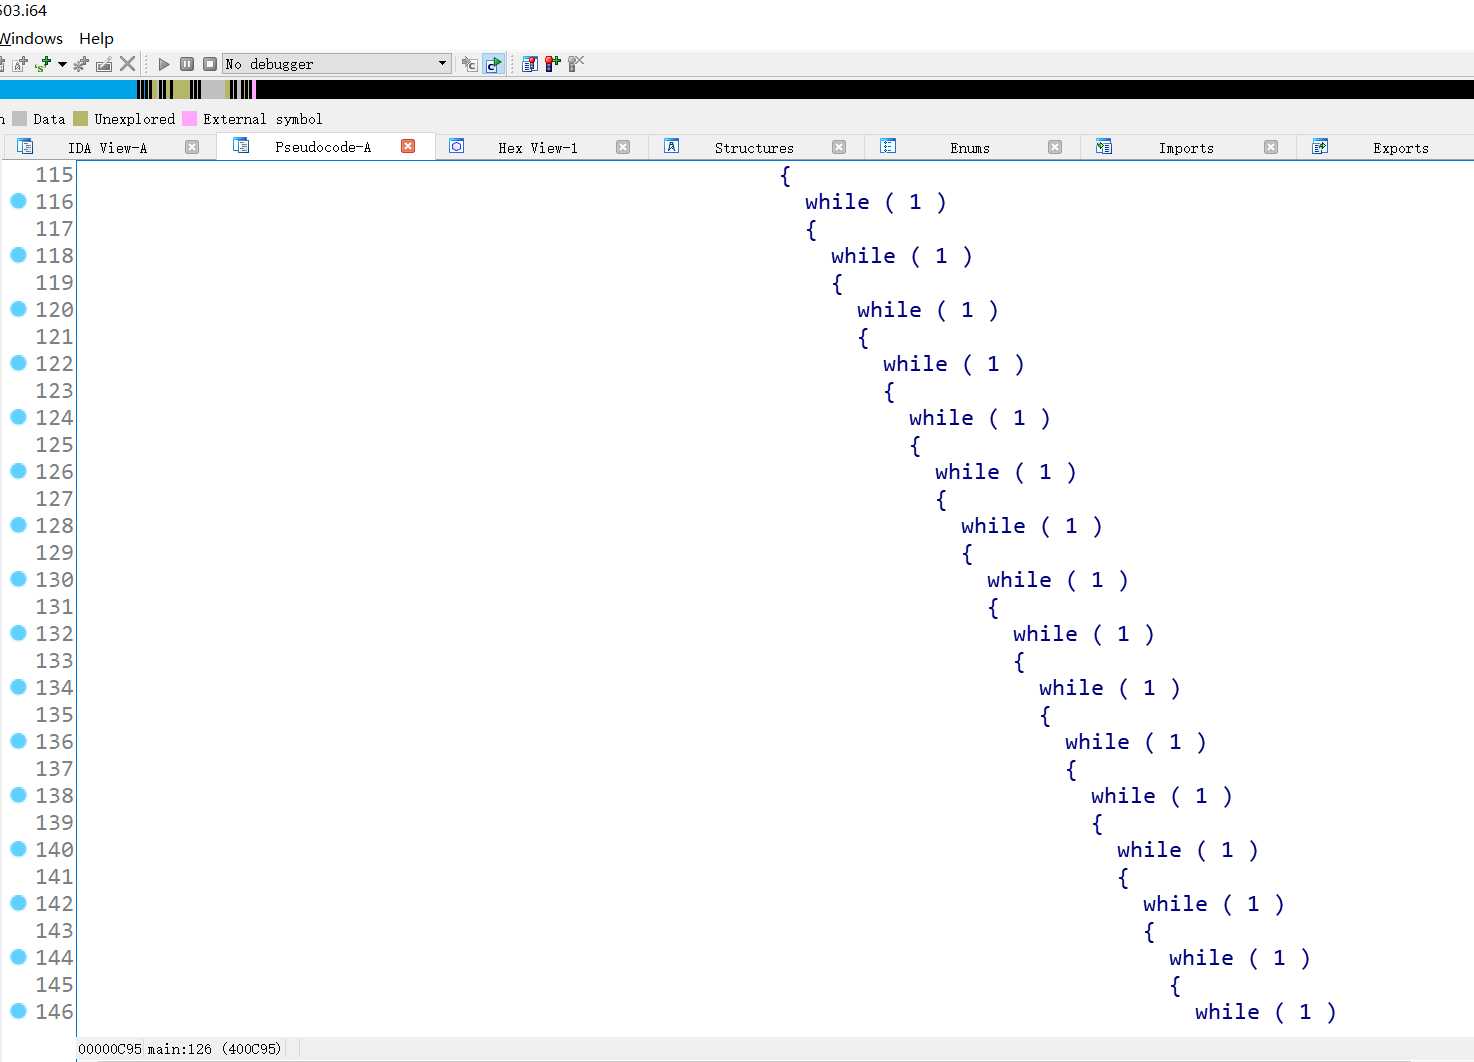 503.i64
Windows Help
No debugger
Data Unexplored External symbol
IDA View-A Pseudocode-A Hex View-1 Structures Enums Imports Exports
115 {
116 while ( 1 )
117 {
118 while ( 1 )
119 {
120 while ( 1 )
121 {
122 while ( 1 )
123 {
124 while ( 1 )
125 {
126 while ( 1 )
127 {
128 while ( 1 )
129 {
130 while ( 1 )
131 {
132 while ( 1 )
133 {
134 while ( 1 )
135 {
136 while ( 1 )
137 {
138 while ( 1 )
139 {
140 while ( 1 )
141 {
142 while ( 1 )
143 {
144 while ( 1 )
145 {
146 while ( 1 )
00000C95 main:126 (400C95)